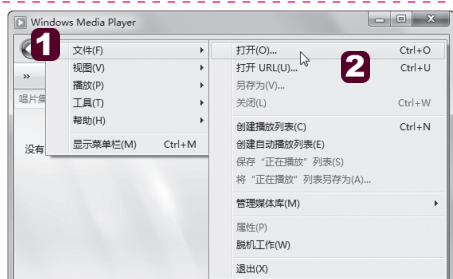 Windows Media Player
1
文件(F)
视图(V)
播放(P)
工具(T)
帮助(H)
显示菜单栏(M) Ctrl+M
»
唱片集
没有
2
打开(O)... Ctrl+O
打开 URL(U)... Ctrl+U
另存为(V)...
关闭(L) Ctrl+W
创建播放列表(C) Ctrl+N
创建自动播放列表(E)
保存“正在播放”列表(S)
将“正在播放”列表另存为(A)...
管理媒体库(M)
属性(P)
脱机工作(W)
退出(X)